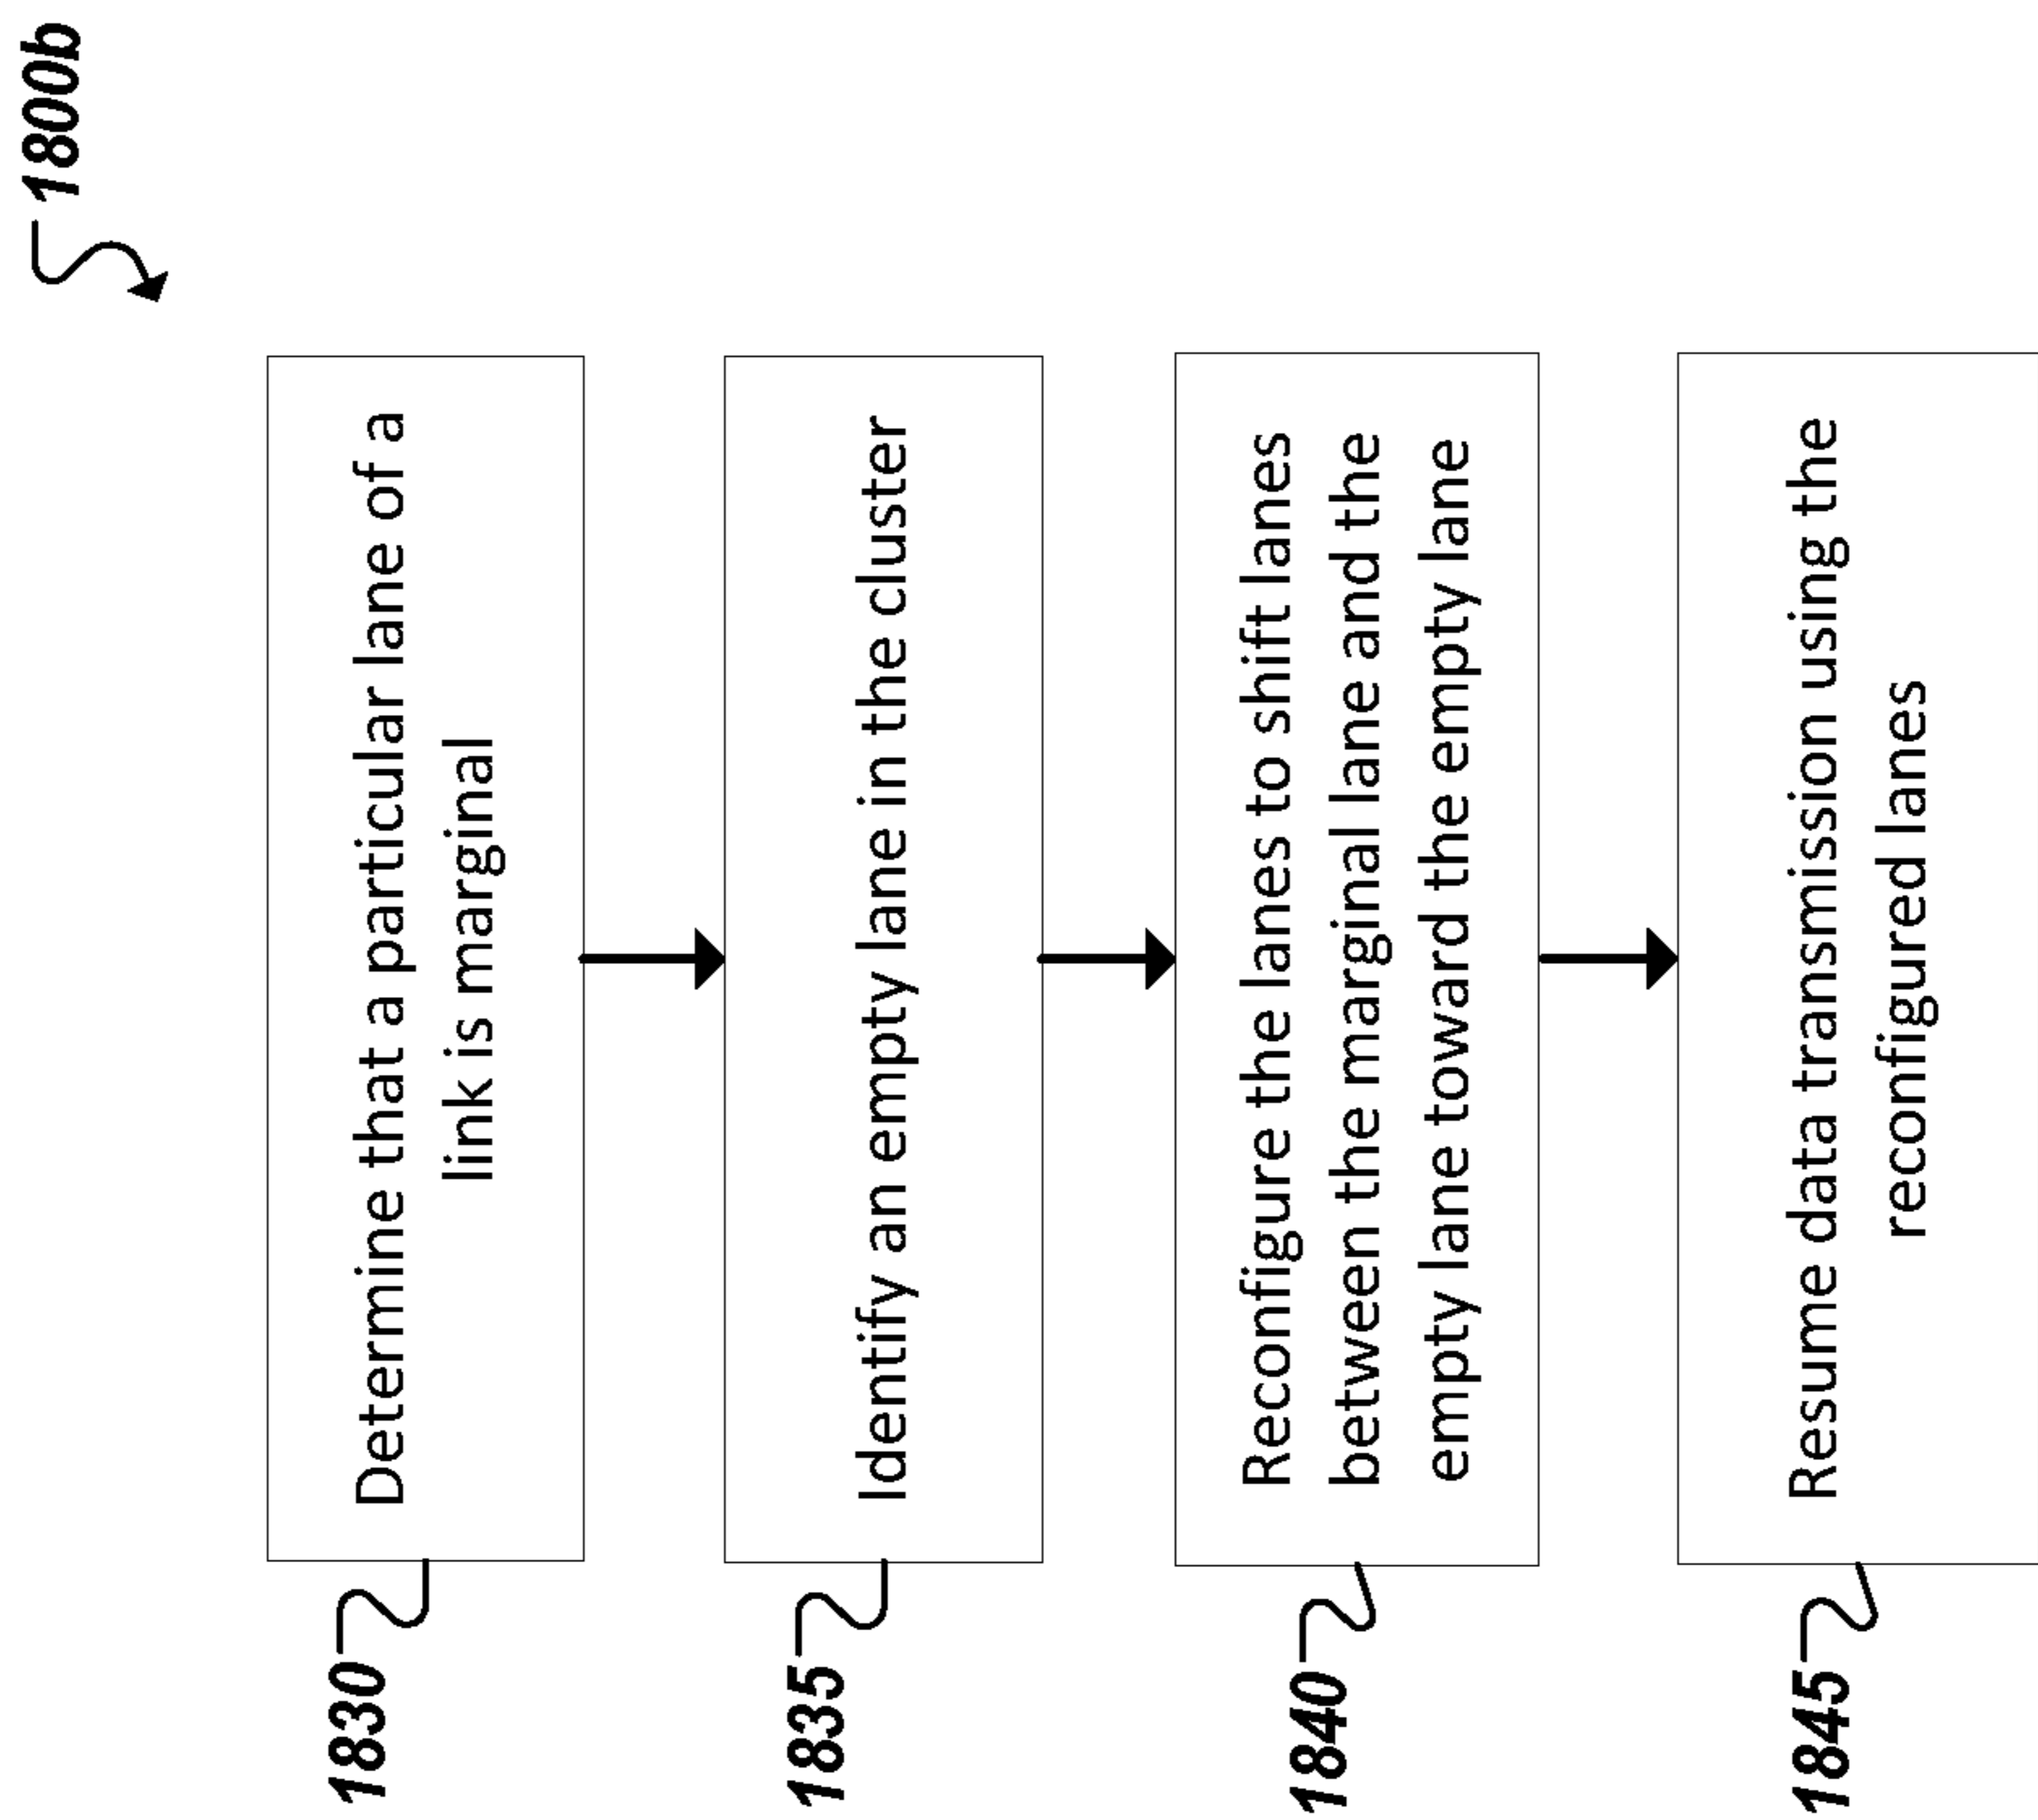 1800b
1830
Determine that a particular lane of a
link is marginal
1835
Identify an empty lane in the cluster
1840
Reconfigure the lanes to shift lanes
between the marginal lane and the
empty lane toward the empty lane
1845
Resume data transmission using the
reconfigured lanes